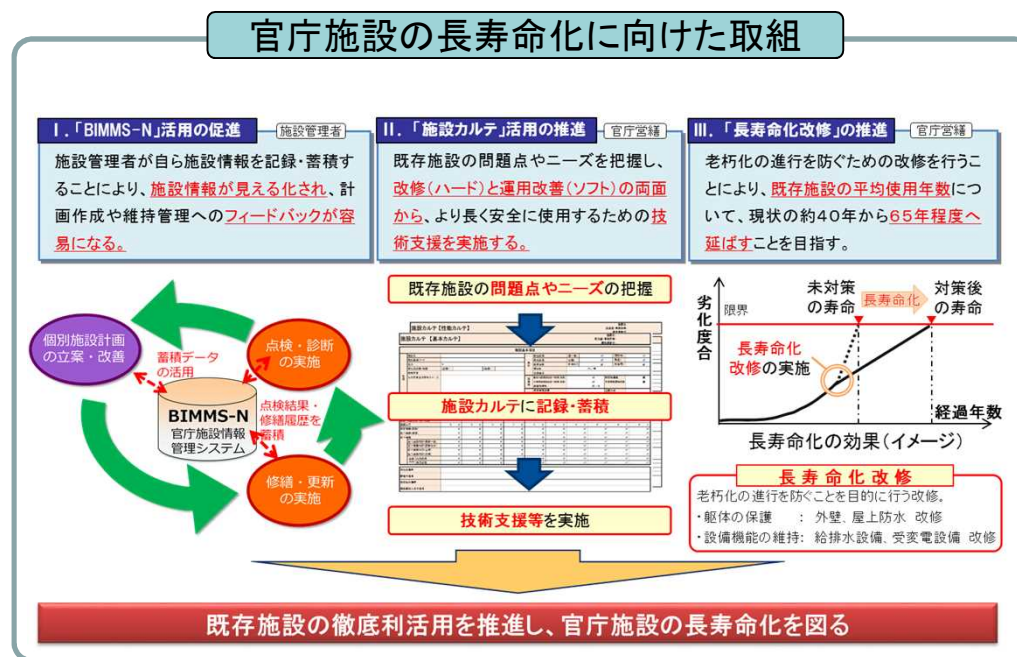 官庁施設の長寿命化に向けた取組
Ⅰ.「BIMMS-N」活用の促進
施設管理者
施設管理者が自ら施設情報を記録・蓄積す
ることにより、施設情報が見える化され、計
画作成や維持管理へのフィードバックが容
易になる。
個別施設計画
の立案・改善
蓄積データ
の活用
点検・診断
の実施
BIMMS-N
官庁施設情報
管理システム
点検結果・
修繕履歴を
蓄積
修繕・更新
の実施
Ⅱ.「施設カルテ」活用の推進
官庁営繕
既存施設の問題点やニーズを把握し、
改修(ハード)と運用改善(ソフト)の両面
から、より長く安全に使用するための技
術支援を実施する。
既存施設の問題点やニーズの把握
施設カルテ【性能カルテ】
施設カルテ【基本カルテ】
施設カルテに記録・蓄積
技術支援等を実施
Ⅲ.「長寿命化改修」の推進
官庁営繕
老朽化の進行を防ぐための改修を行うこ
とにより、既存施設の平均使用年数につ
いて、現状の約40年から65年程度へ
延ばすことを目指す。
劣化度合
限界
未対策
の寿命
長寿命化
対策後
の寿命
長寿命化
改修の実施
経過年数
長寿命化の効果(イメージ)
長寿命化改修
老朽化の進行を防ぐことを目的に行う改修。
・躯体の保護 : 外壁、屋上防水 改修
・設備機能の維持: 給排水設備、受変電設備 改修
既存施設の徹底利活用を推進し、官庁施設の長寿命化を図る